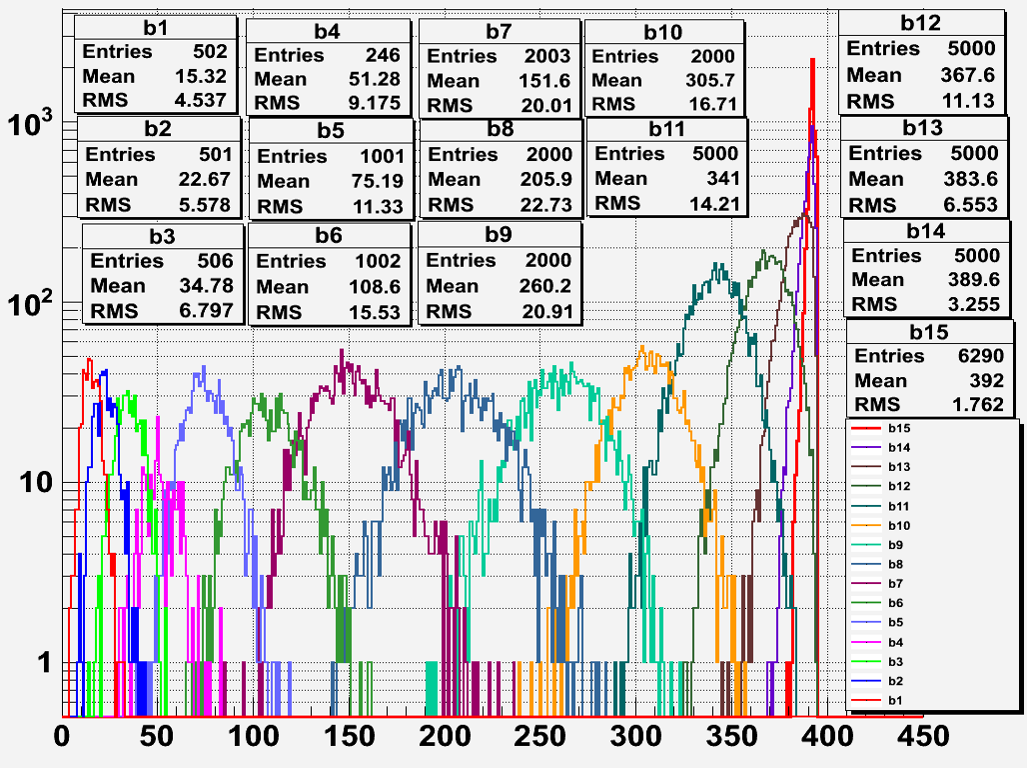 b1
Entries 502
Mean 15.32
RMS 4.537
b4
Entries 246
Mean 51.28
RMS 9.175
b7
Entries 2003
Mean 151.6
RMS 20.01
b10
Entries 2000
Mean 305.7
RMS 16.71
b12
Entries 5000
Mean 367.6
RMS 11.13
b2
Entries 501
Mean 22.67
RMS 5.578
b5
Entries 1001
Mean 75.19
RMS 11.33
b8
Entries 2000
Mean 205.9
RMS 22.73
b11
Entries 5000
Mean 341
RMS 14.21
b13
Entries 5000
Mean 383.6
RMS 6.553
b3
Entries 506
Mean 34.78
RMS 6.797
b6
Entries 1002
Mean 108.6
RMS 15.53
b9
Entries 2000
Mean 260.2
RMS 20.91
b14
Entries 5000
Mean 389.6
RMS 3.255
b15
Entries 6290
Mean 392
RMS 1.762
b15
b14
b13
b12
b11
b10
b9
b8
b7
b6
b5
b4
b3
b2
b1
10³
10²
10
1
0 50 100 150 200 250 300 350 400 450